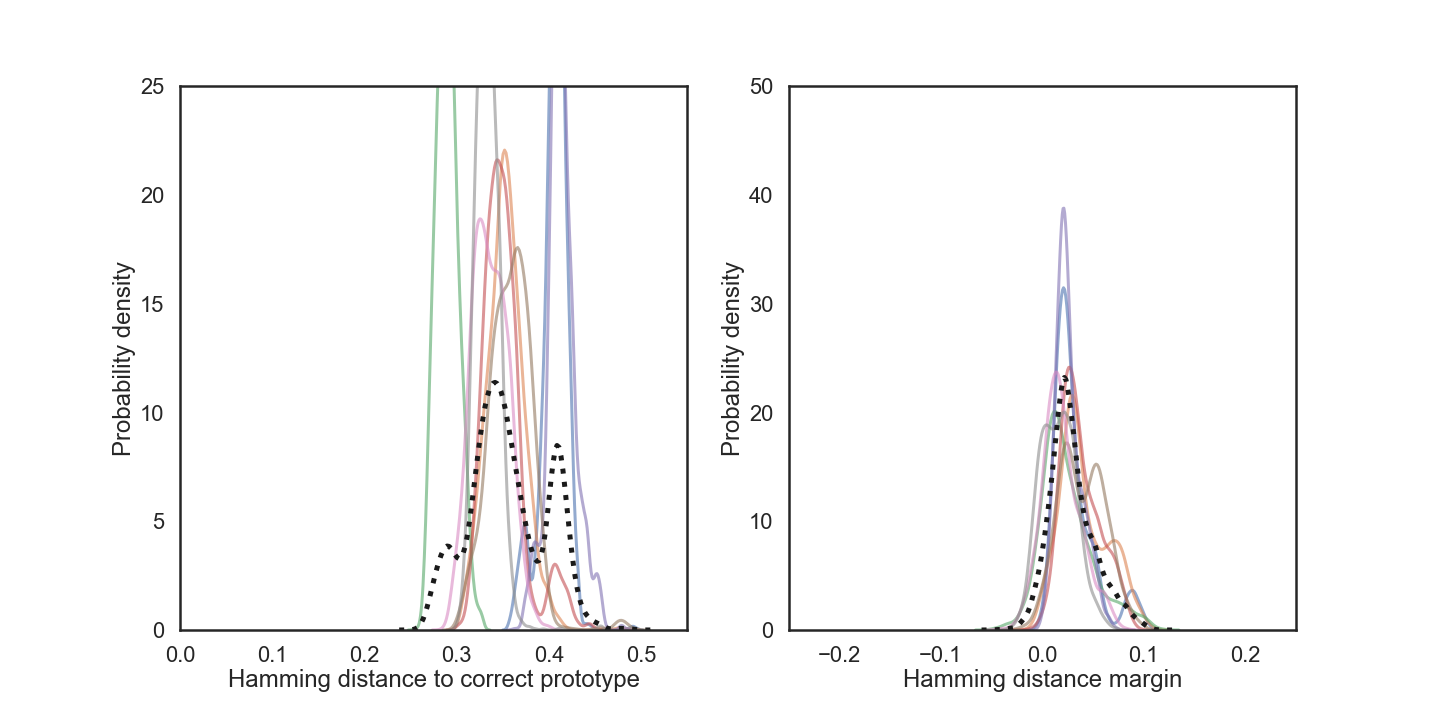 25
20
15
10
5
0
Probability density
0.0 0.1 0.2 0.3 0.4 0.5
Hamming distance to correct prototype
50
40
30
20
10
0
Probability density
−0.2 −0.1 0.0 0.1 0.2
Hamming distance margin